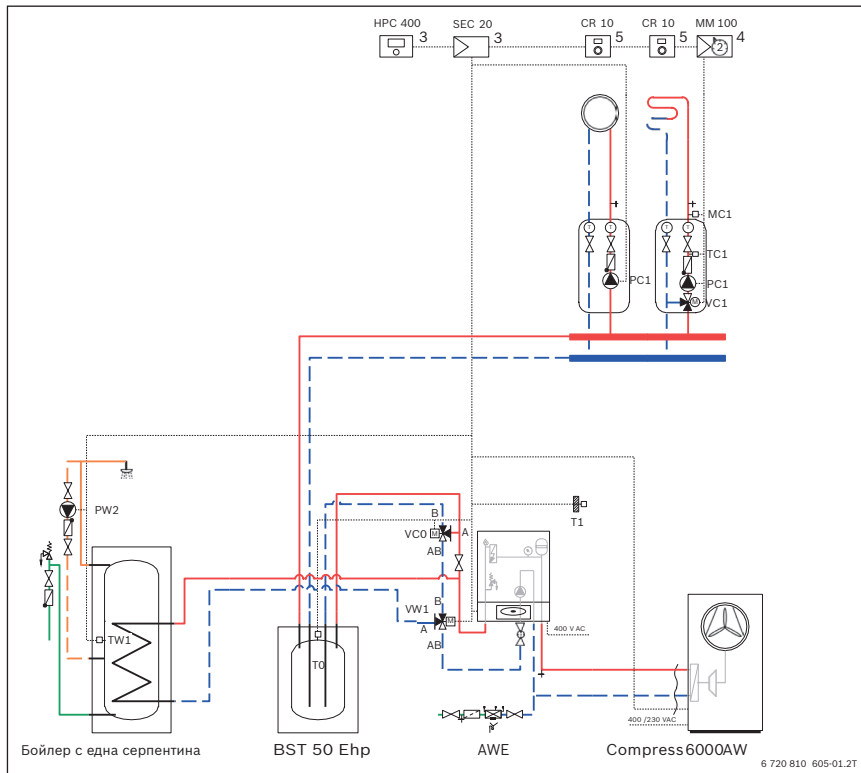 HPC 400 SEC 20 CR 10 CR 10 MM 100
3 3 5 5 2 4
T T T T
MC1
TC1
PC1 PC1
M VC1
PW2
B
VC0 M A
AB
T1
B
VW1 M
A
AB
400 V AC
TW1
T0
400 /230 VAC
Бойлер с една серпентина BST 50 Ehp AWE Compress 6000AW
6 720 810 605-01.2T